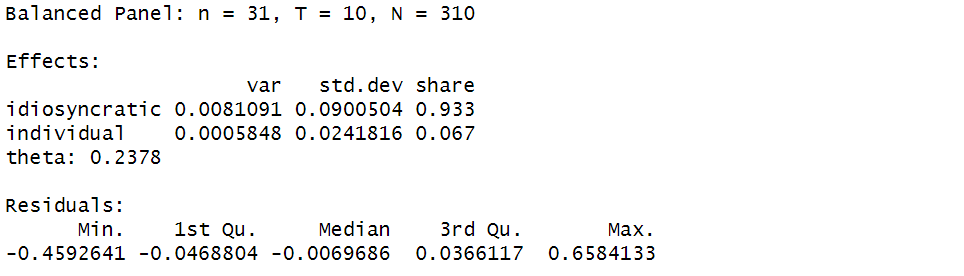 Balanced Panel: n = 31, T = 10, N = 310
Effects:
var std.dev share
idiosyncratic 0.0081091 0.0900504 0.933
individual 0.0005848 0.0241816 0.067
theta: 0.2378
Residuals:
Min. 1st Qu. Median 3rd Qu. Max.
-0.4592641 -0.0468804 -0.0069686 0.0366117 0.6584133